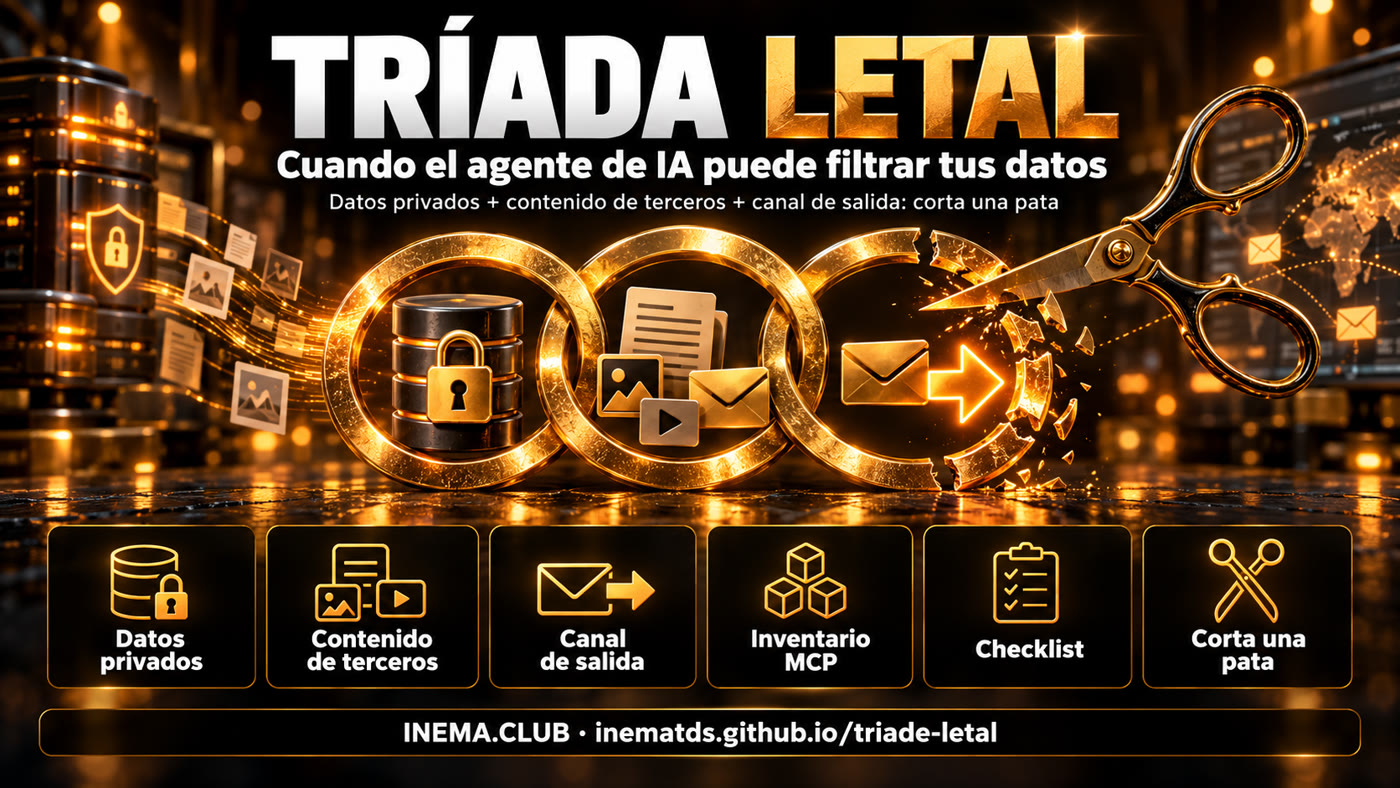 TRÍADA LETAL
Cuando el agente de IA puede filtrar tus datos
Datos privados + contenido de terceros + canal de salida: corta una pata
Datos
privados
Contenido
de terceros
Canal
de salida
Inventario
MCP
Checklist
Corta una
pata
INEMA.CLUB · inematds.github.io/triade-letal